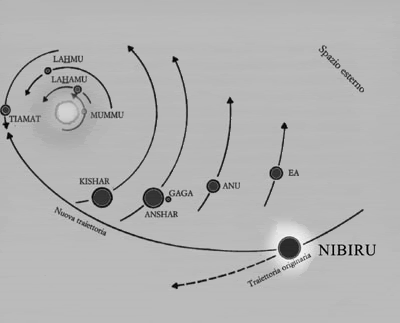 LAHMU
LAHAMU
Spazio esterno
TIAMAT
MUMMU
KISHAR
GAGA
ANU
EA
ANSHAR
Nuova traiettoria
NIBIRU
Traiettoria originaria